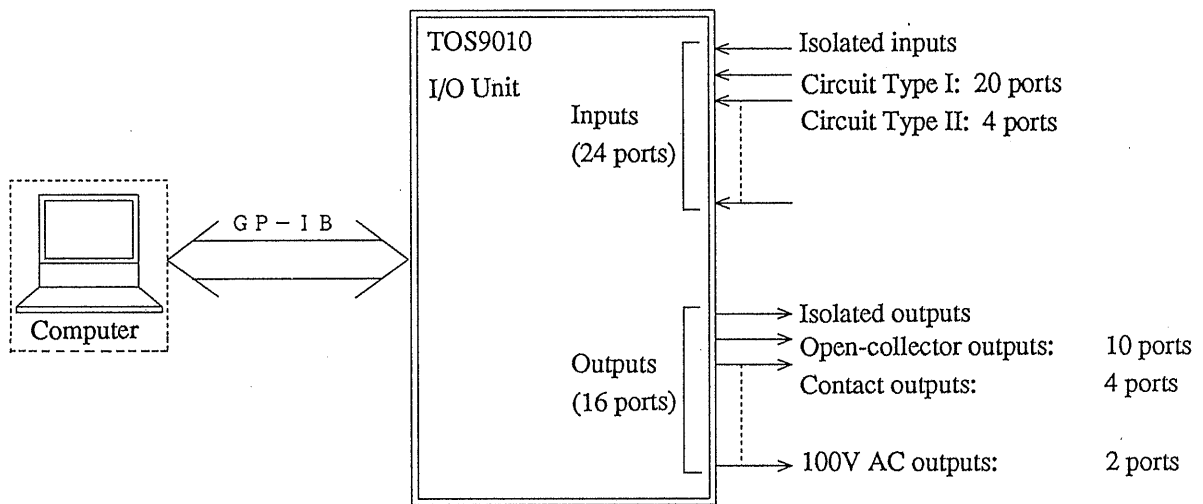 TOS9010
I/O Unit
Inputs
(24 ports)
Isolated inputs
Circuit Type I: 20 ports
Circuit Type II: 4 ports
GP-IB
Computer
Outputs
(16 ports)
Isolated outputs
Open-collector outputs: 10 ports
Contact outputs: 4 ports
100V AC outputs: 2 ports